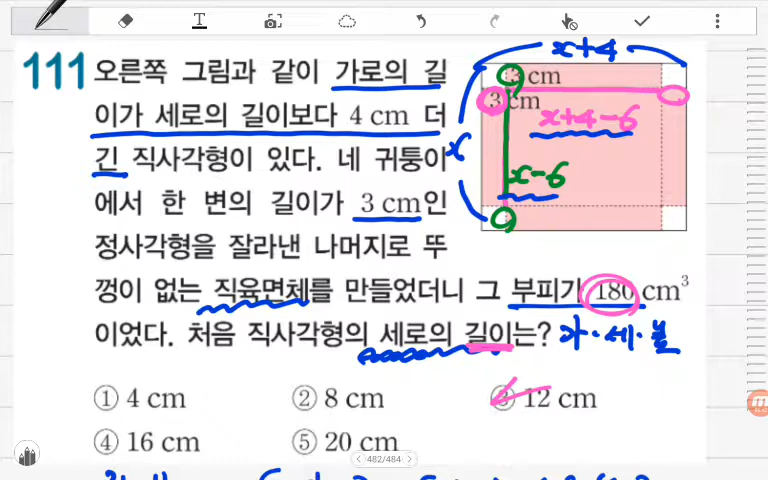 111 오른쪽 그림과 같이 가로의 길
이가 세로의 길이보다 4 cm 더
긴 직사각형이 있다. 네 귀퉁이
에서 한 변의 길이가 3 cm인
정사각형을 잘라낸 나머지로 뚜
껑이 없는 직육면체를 만들었더니 그 부피가 180 cm³
이었다. 처음 직사각형의 세로의 길이는?
가·세·높
x+4
3 cm
3 cm
x+4-6
x
x-6
① 4 cm ② 8 cm ③ 12 cm
④ 16 cm ⑤ 20 cm
482/484